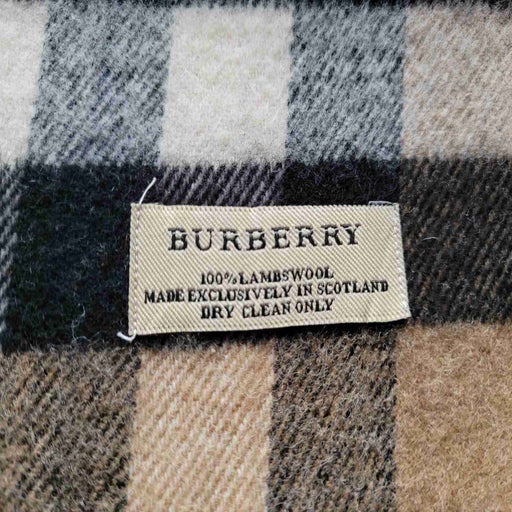 BURBERRY
100% LAMBSWOOL
MADE EXCLUSIVELY IN SCOTLAND
DRY CLEAN ONLY